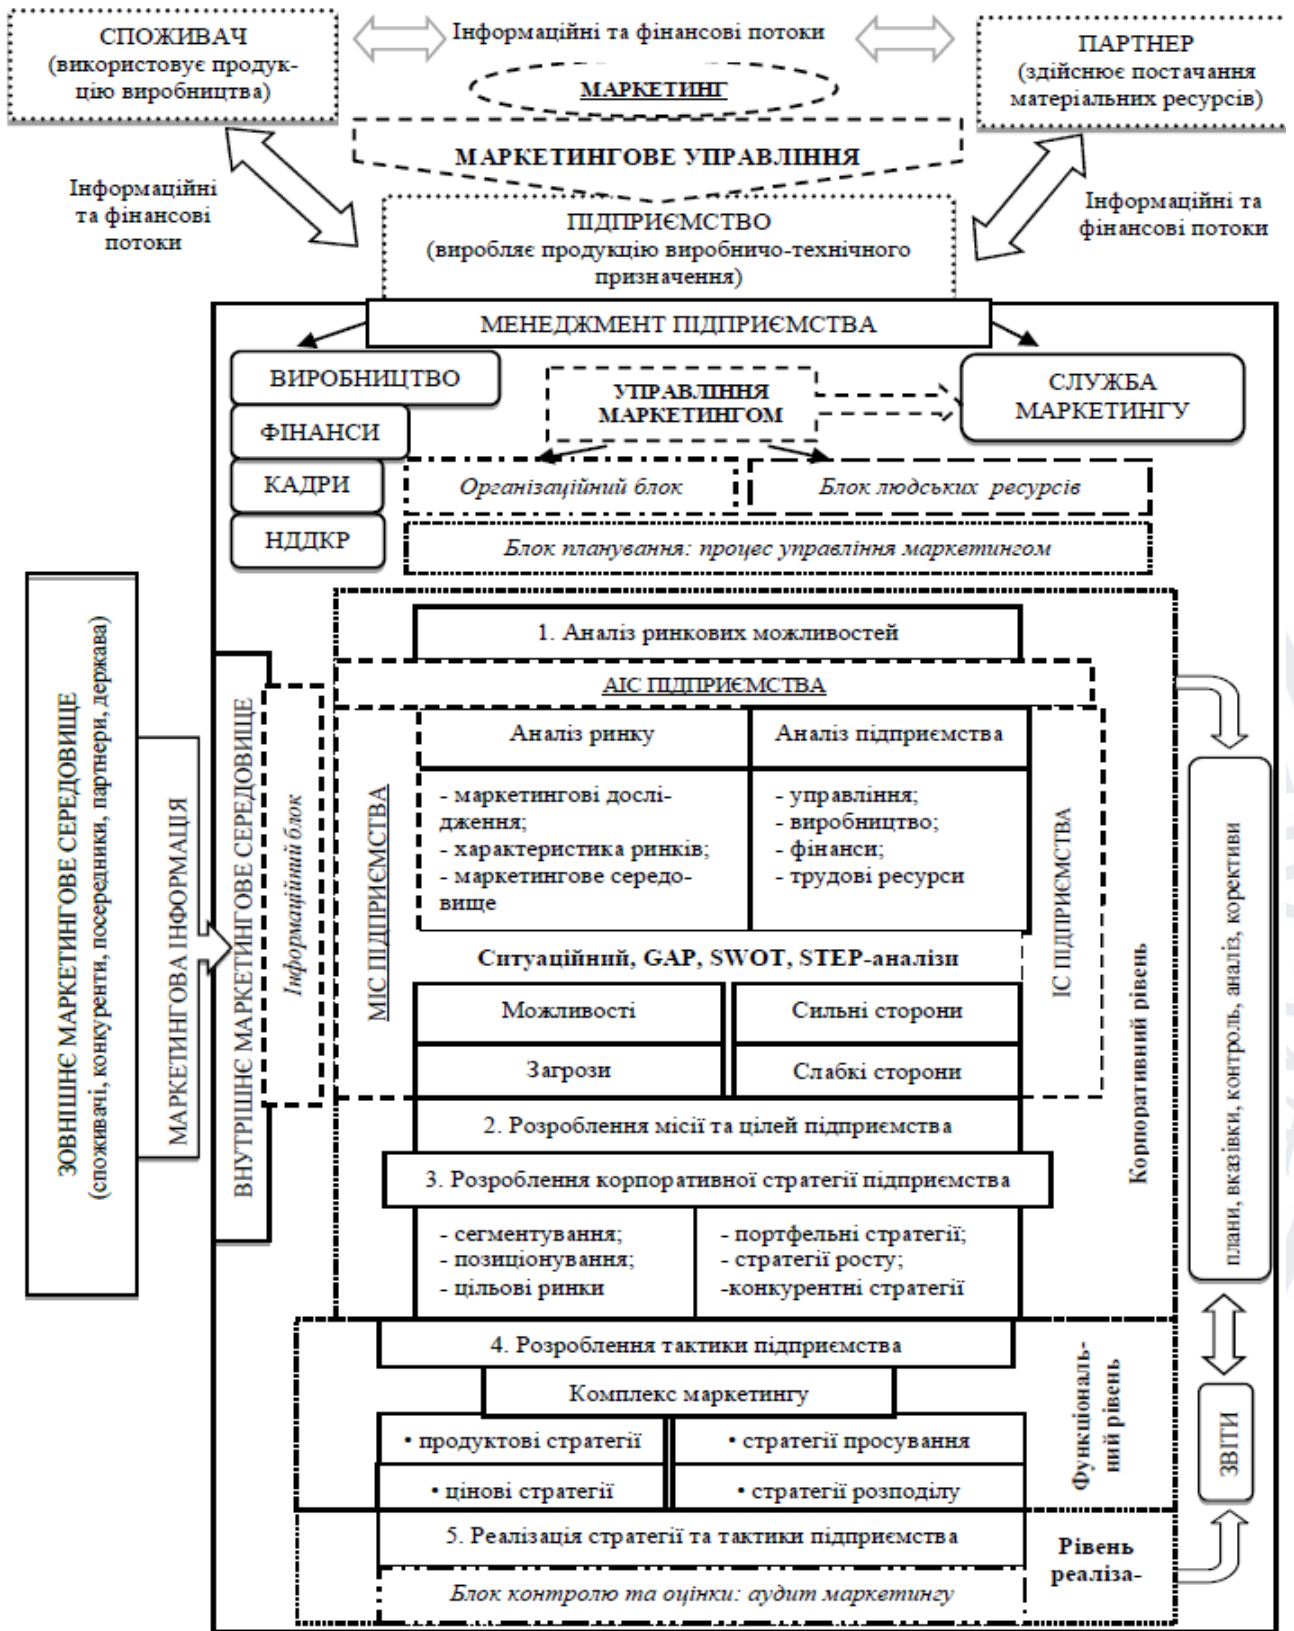 СПОЖИВАЧ
(використовує продук-
цію виробництва)
Інформаційні та фінансові потоки
ПАРТНЕР
(здійснює постачання
матеріальних ресурсів)
МАРКЕТИНГ
МАРКЕТИНГОВЕ УПРАВЛІННЯ
Інформаційні
та фінансові
потоки
ПІДПРИЄМСТВО
(виробляє продукцію виробничо-технічного
призначення)
Інформаційні та
фінансові потоки
МЕНЕДЖМЕНТ ПІДПРИЄМСТВА
ВИРОБНИЦТВО
ФІНАНСИ
КАДРИ
НДДКР
УПРАВЛІННЯ
МАРКЕТИНГОМ
СЛУЖБА
МАРКЕТИНГУ
Організаційний блок
Блок людських ресурсів
Блок планування: процес управління маркетингом
ЗОВНІШНЄ МАРКЕТИНГОВЕ СЕРЕДОВИЩЕ
(споживачі, конкуренти, посередники, партнери, держава)
МАРКЕТИНГОВА ІНФОРМАЦІЯ
ВНУТРІШНЄ МАРКЕТИНГОВЕ СЕРЕДОВИЩЕ
Інформаційний блок
1. Аналіз ринкових можливостей
АІС ПІДПРИЄМСТВА
МІС ПІДПРИЄМСТВА
Аналіз ринку
Аналіз підприємства
- маркетингові дослі-
дження;
- характеристика ринків;
- маркетингове середо-
вище
- управління;
- виробництво;
- фінанси;
- трудові ресурси
ІС ПІДПРИЄМСТВА
Ситуаційний, GAP, SWOT, STEP-аналізи
Можливості
Сильні сторони
Загрози
Слабкі сторони
2. Розроблення місії та цілей підприємства
3. Розроблення корпоративної стратегії підприємства
- сегментування;
- позиціонування;
- цільові ринки
- портфельні стратегії;
- стратегії росту;
-конкурентні стратегії
Корпоративний рівень
плани, вказівки, контроль, аналіз, корективи
4. Розроблення тактики підприємства
Комплекс маркетингу
• продуктові стратегії
• стратегії просування
• цінові стратегії
• стратегії розподілу
Функціональ-
ний рівень
ЗВІТИ
5. Реалізація стратегії та тактики підприємства
Блок контролю та оцінки: аудит маркетингу
Рівень
реаліза-